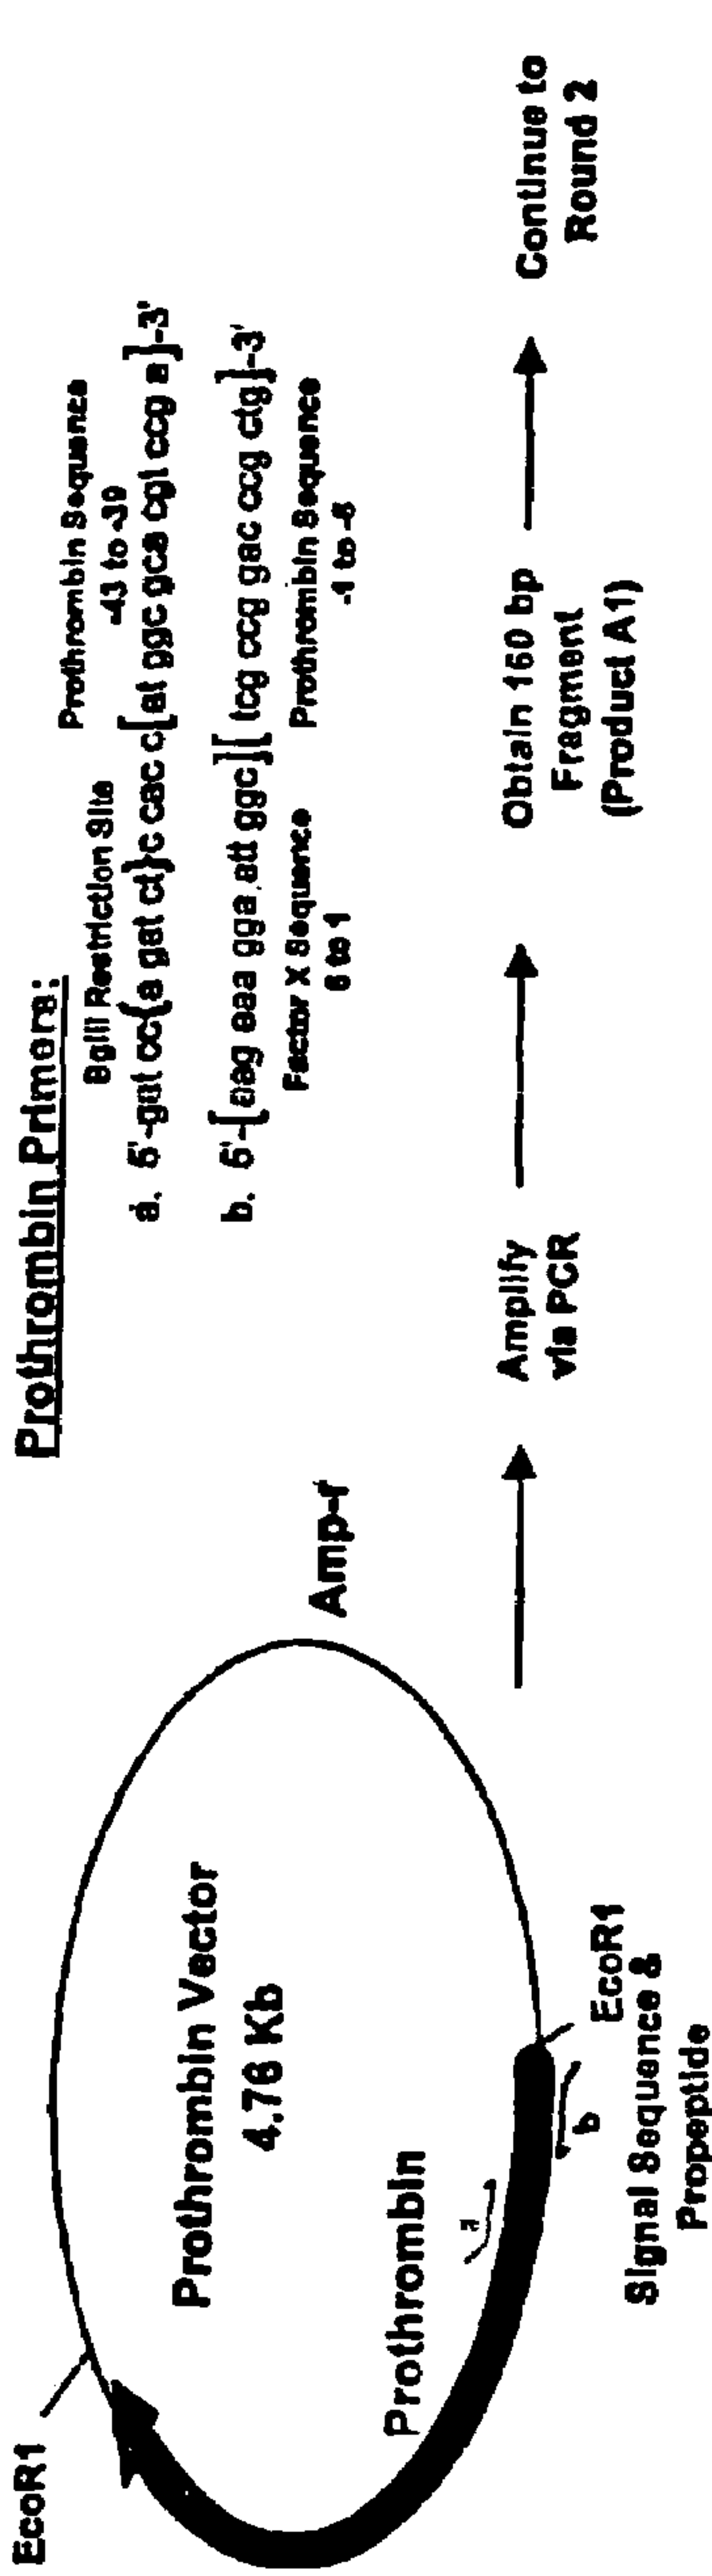 Prothrombin Primers:
BglII Restriction Site
Prothrombin Sequence
-43 to -39
a. 5'-gat cc{a gat ct}c cac c[at ggc gca cgt ccg a]-3'
b. 5'-[aag aaa gga att ggc][tcg ccg gac ccg ctg]-3'
Factor X Sequence
6 to 1
Prothrombin Sequence
-1 to -5
EcoR1
Prothrombin Vector
4.76 Kb
Amp-r
Prothrombin
a
b
EcoR1
Signal Sequence &
Propeptide
Amplify
via PCR
Obtain 160 bp
Fragment
(Product A1)
Continue to
Round 2